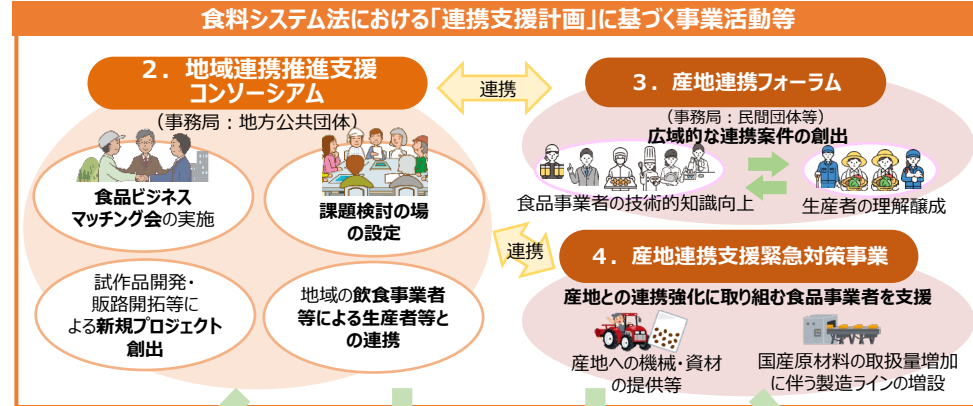 食料システム法における「連携支援計画」に基づく事業活動等
２．地域連携推進支援
コンソーシアム
（事務局：地方公共団体）
食品ビジネス
マッチング会の実施
課題検討の場
の設定
試作品開発・
販路開拓等に
よる新規プロジェクト
創出
地域の飲食事業者
等による生産者等と
の連携
連携
連携
３．産地連携フォーラム
（事務局：民間団体等）
広域的な連携案件の創出
食品事業者の技術的知識向上
生産者の理解醸成
４．産地連携支援緊急対策事業
産地との連携強化に取り組む食品事業者を支援
産地への機械・資材
の提供等
国産原材料の取扱量増加
に伴う製造ラインの増設